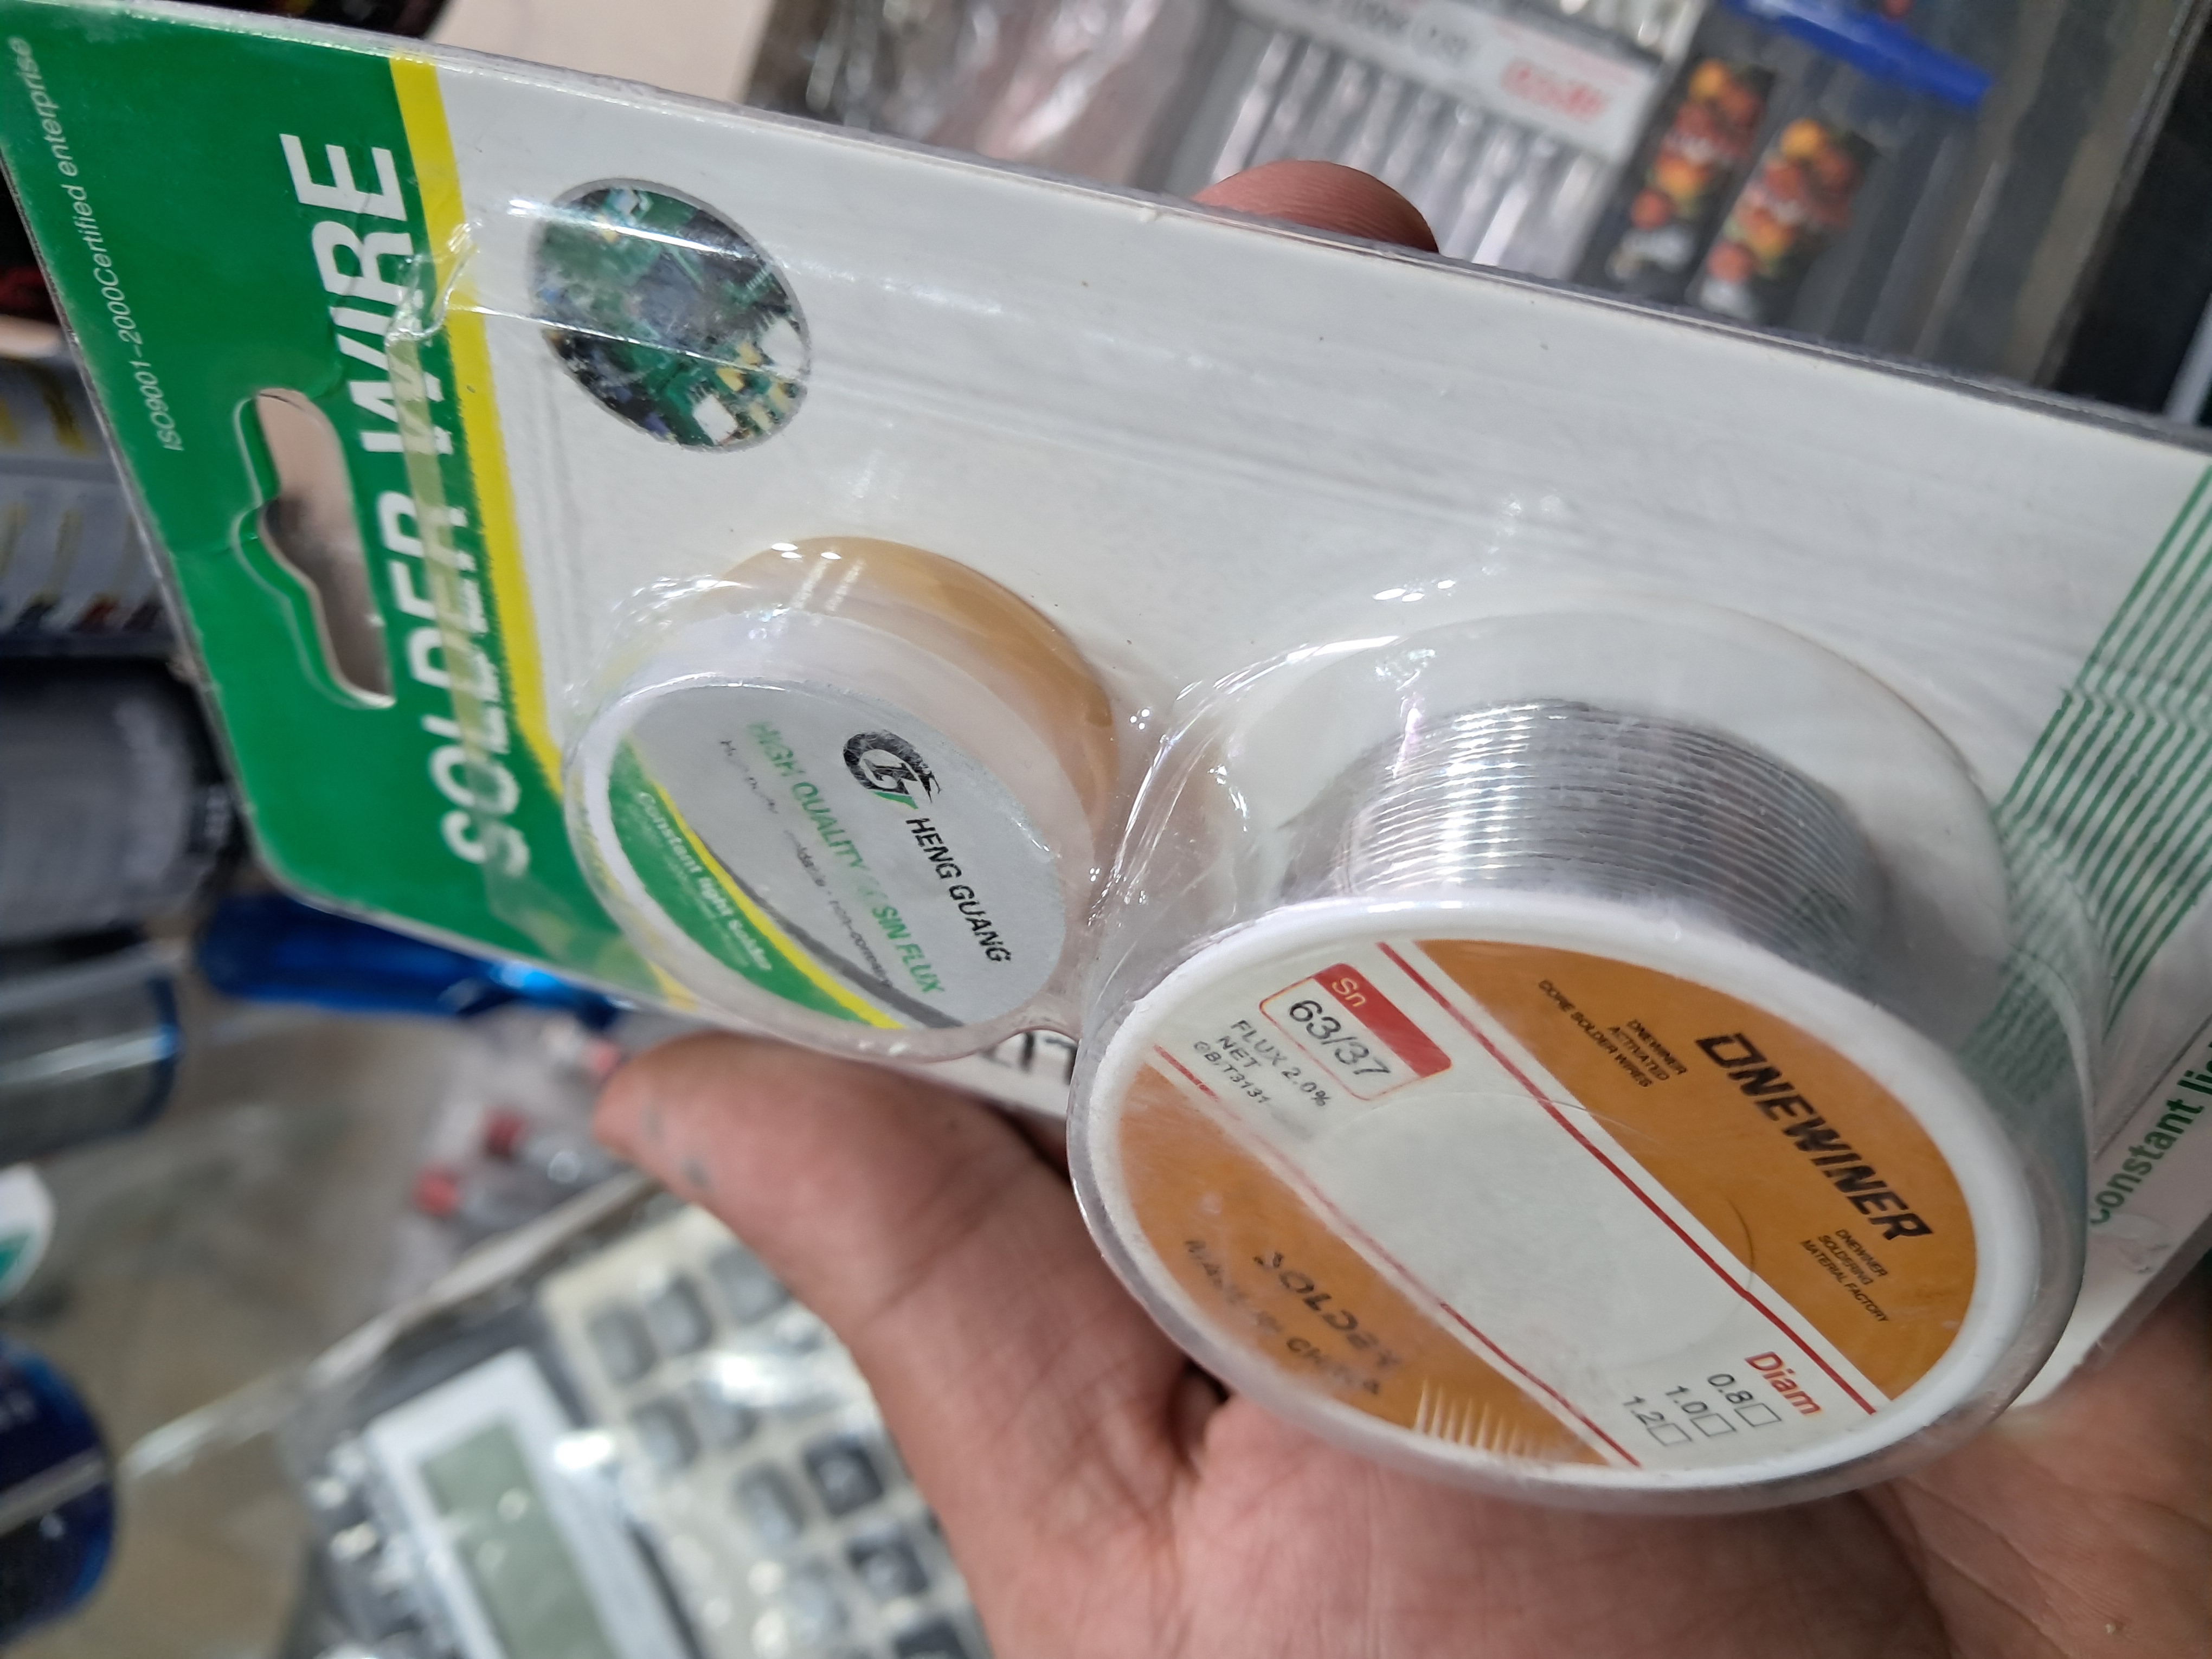 ISO9001-2000Certified enterprise
SOLDER WIRE
HENG GUANG
HIGH QUALITY
FLUX
Constant light Solder
ONEWINER
ONEWINER
ACTIVATED
CORE SOLDER WIRES
ONEWINER
SOLDERING
MATERIAL FACTORY
Sn
63/37
FLUX 2.0%
NET
GB/T3131
Diam
0.8
1.0
1.2
Constant